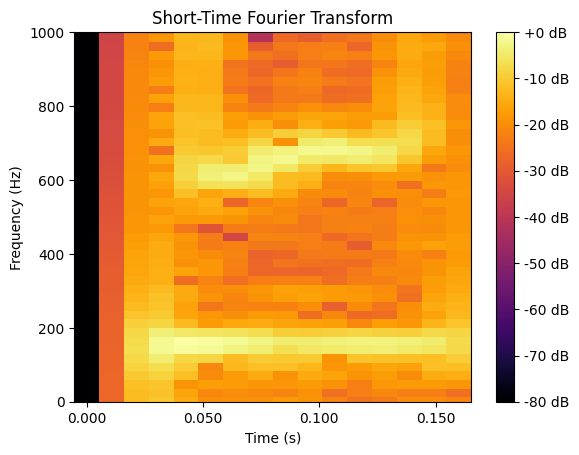 Short-Time Fourier Transform
1000
800
600
400
200
0
Frequency (Hz)
0.000
0.050
0.100
0.150
Time (s)
+0 dB
-10 dB
-20 dB
-30 dB
-40 dB
-50 dB
-60 dB
-70 dB
-80 dB